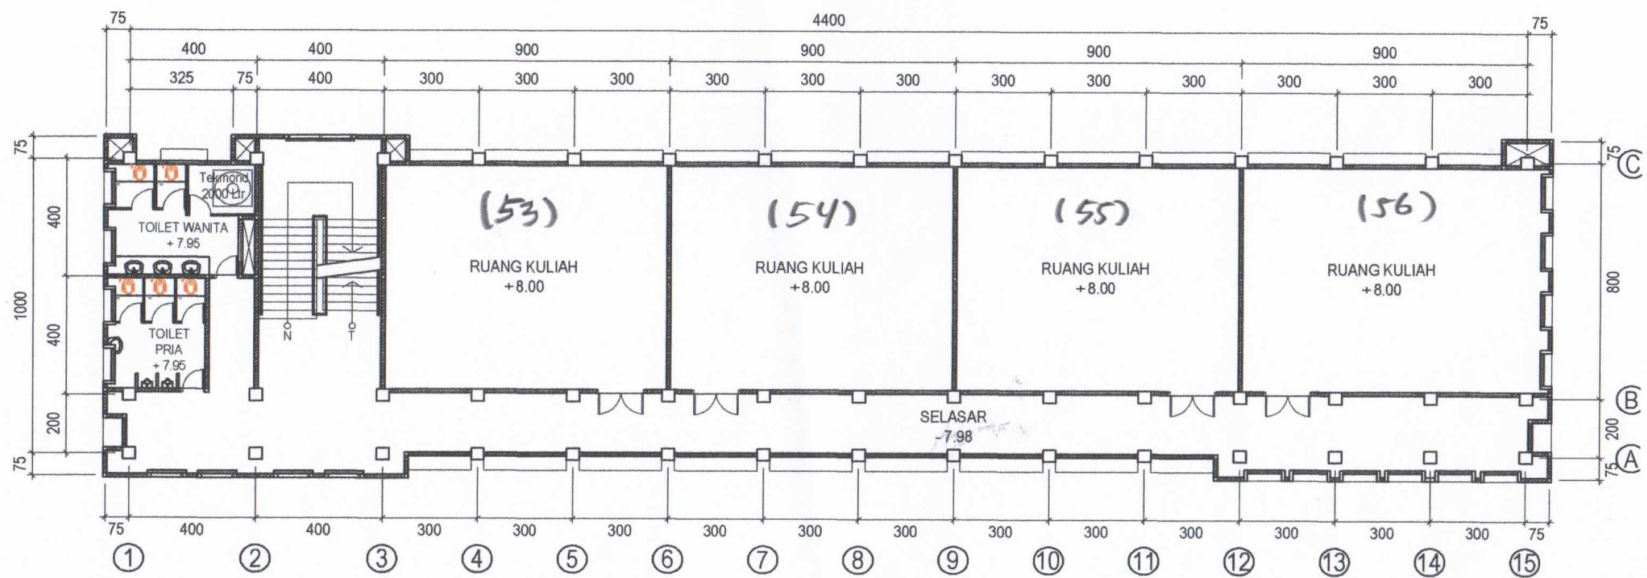 75 4400 75
400 400 900 900 900 900
325 75 400 300 300 300 300 300 300 300 300 300 300 300 300
75
75
C
(53) (54) (55) (56)
Tekmond
2000 Ltr
TOILET WANITA
+ 7.95
400
RUANG KULIAH
+8.00
RUANG KULIAH
+8.00
RUANG KULIAH
+8.00
RUANG KULIAH
+8.00
1000
800
400
TOILET
PRIA
+ 7.95
N T
B
SELASAR
-7.98
200
200
A
75
75
75 400 400 300 300 300 300 300 300 300 300 300 300 300 300 75
1 2 3 4 5 6 7 8 9 10 11 12 13 14 15